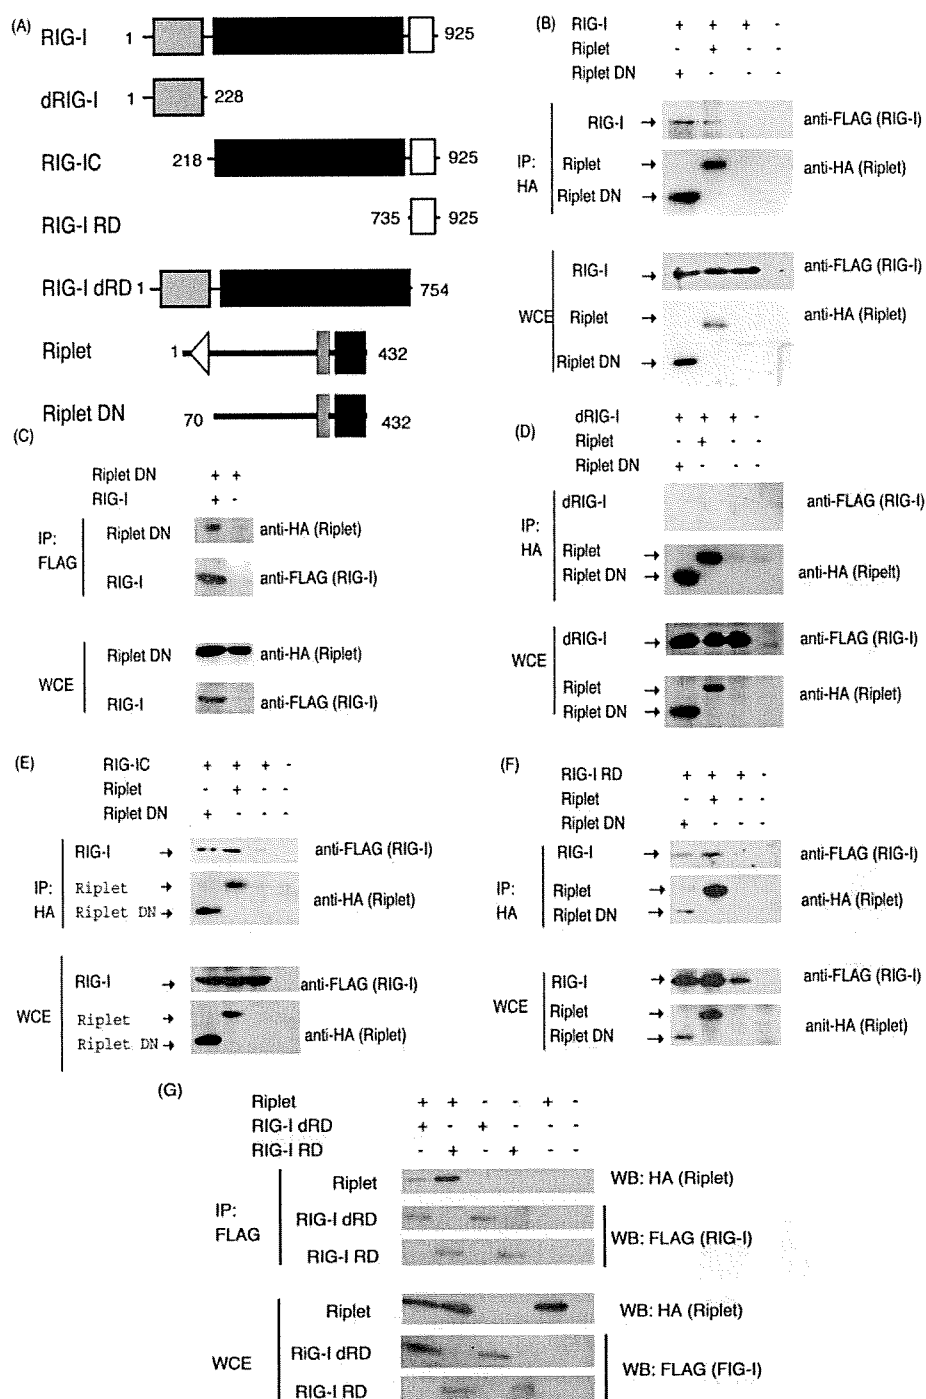 (A)
RIG-I 1 925
dRIG-I 1 228
RIG-IC 218 925
RIG-I RD 735 925
RIG-I dRD 1 754
Riplet 1 432
Riplet DN 70 432
(B)
RIG-I + + + -
Riplet - + - -
Riplet DN + - - -
IP: HA
RIG-I → anti-FLAG (RIG-I)
Riplet → anti-HA (Riplet)
Riplet DN →
WCE
RIG-I → anti-FLAG (RIG-I)
Riplet → anti-HA (Riplet)
Riplet DN →
(C)
Riplet DN + +
RIG-I + -
IP: FLAG
Riplet DN anti-HA (Riplet)
RIG-I anti-FLAG (RIG-I)
WCE
Riplet DN anti-HA (Riplet)
RIG-I anti-FLAG (RIG-I)
(D)
dRIG-I + + + -
Riplet - + - -
Riplet DN + - - -
IP: HA
dRIG-I anti-FLAG (RIG-I)
Riplet →
Riplet DN → anti-HA (Ripelt)
WCE
dRIG-I → anti-FLAG (RIG-I)
Riplet → anti-HA (Riplet)
Riplet DN →
(E)
RIG-IC + + + -
Riplet - + - -
Riplet DN + - - -
IP: HA
RIG-I → anti-FLAG (RIG-I)
Riplet → anti-HA (Riplet)
Riplet DN →
WCE
RIG-I → anti-FLAG (RIG-I)
Riplet → anti-HA (Riplet)
Riplet DN →
(F)
RIG-I RD + + + -
Riplet - + - -
Riplet DN + - - -
IP: HA
RIG-I → anti-FLAG (RIG-I)
Riplet → anti-HA (Riplet)
Riplet DN →
WCE
RIG-I → anti-FLAG (RIG-I)
Riplet → anit-HA (Riplet)
Riplet DN →
(G)
Riplet + + - - + -
RIG-I dRD + - + - - -
RIG-I RD - + - + - -
IP: FLAG
Riplet WB: HA (Riplet)
RIG-I dRD WB: FLAG (RIG-I)
RIG-I RD
WCE
Riplet WB: HA (Riplet)
RiG-I dRD WB: FLAG (FIG-I)
RIG-I RD